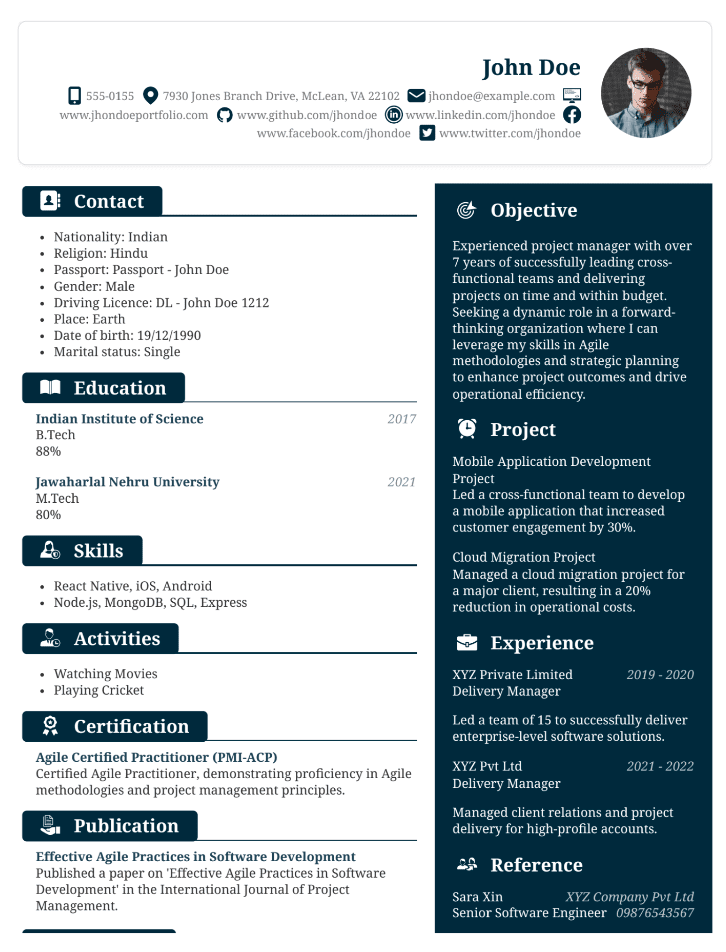 John Doe
555-0155 7930 Jones Branch Drive, McLean, VA 22102 jhondoe@example.com
www.jhondoeportfolio.com www.github.com/jhondoe www.linkedin.com/jhondoe
www.facebook.com/jhondoe www.twitter.com/jhondoe
Contact
Nationality: Indian
Religion: Hindu
Passport: Passport - John Doe
Gender: Male
Driving Licence: DL - John Doe 1212
Place: Earth
Date of birth: 19/12/1990
Marital status: Single
Education
Indian Institute of Science 2017
B.Tech
88%
Jawaharlal Nehru University 2021
M.Tech
80%
Skills
React Native, iOS, Android
Node.js, MongoDB, SQL, Express
Activities
Watching Movies
Playing Cricket
Certification
Agile Certified Practitioner (PMI-ACP)
Certified Agile Practitioner, demonstrating proficiency in Agile
methodologies and project management principles.
Publication
Effective Agile Practices in Software Development
Published a paper on 'Effective Agile Practices in Software
Development' in the International Journal of Project
Management.
Objective
Experienced project manager with over
7 years of successfully leading cross-
functional teams and delivering
projects on time and within budget.
Seeking a dynamic role in a forward-
thinking organization where I can
leverage my skills in Agile
methodologies and strategic planning
to enhance project outcomes and drive
operational efficiency.
Project
Mobile Application Development
Project
Led a cross-functional team to develop
a mobile application that increased
customer engagement by 30%.
Cloud Migration Project
Managed a cloud migration project for
a major client, resulting in a 20%
reduction in operational costs.
Experience
XYZ Private Limited 2019 - 2020
Delivery Manager
Led a team of 15 to successfully deliver
enterprise-level software solutions.
XYZ Pvt Ltd 2021 - 2022
Delivery Manager
Managed client relations and project
delivery for high-profile accounts.
Reference
Sara Xin XYZ Company Pvt Ltd
Senior Software Engineer 09876543567